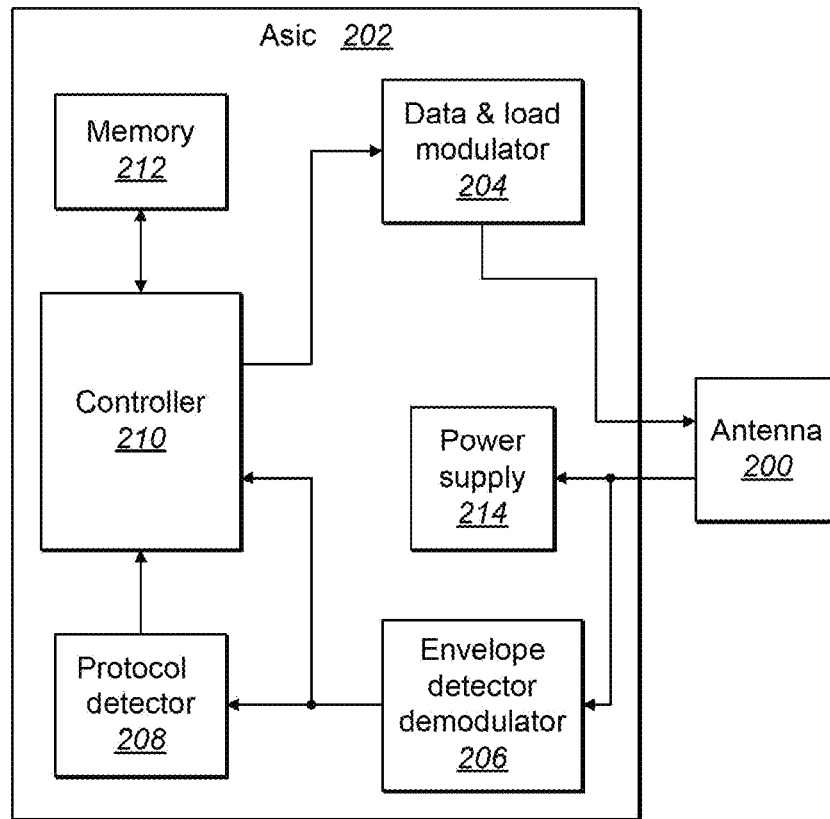 Asic 202
Memory
212
Data & load
modulator
204
Controller
210
Power
supply
214
Antenna
200
Protocol
detector
208
Envelope
detector
demodulator
206